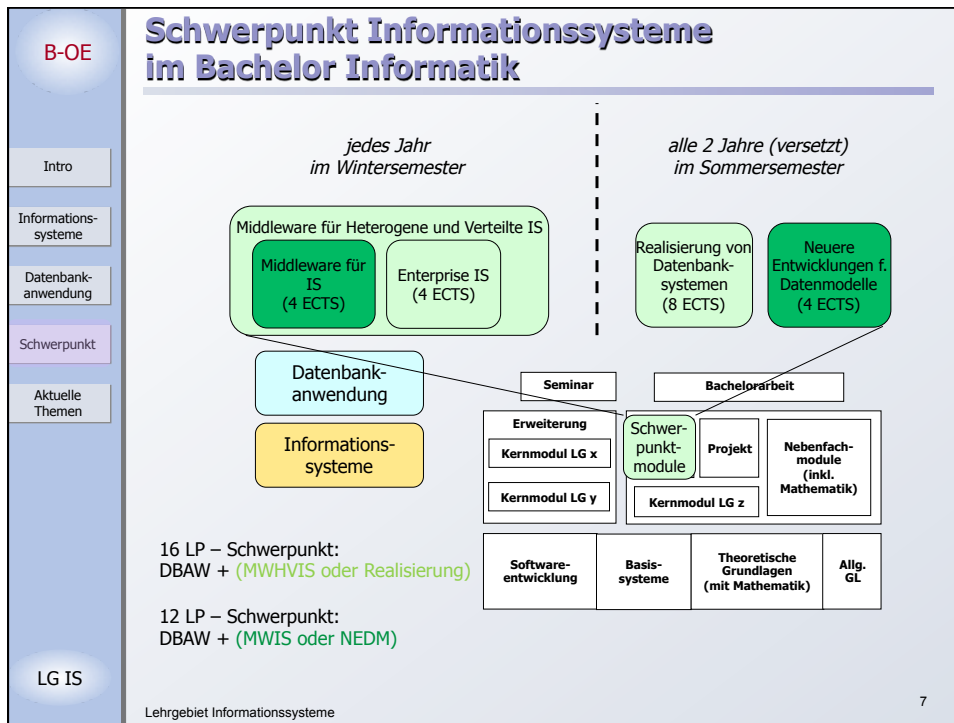 B-OE
Schwerpunkt Informationssysteme
im Bachelor Informatik
Intro
Informations-
systeme
Datenbank-
anwendung
Schwerpunkt
Aktuelle
Themen
LG IS
jedes Jahr
im Wintersemester
alle 2 Jahre (versetzt)
im Sommersemester
Middleware für Heterogene und Verteilte IS
Middleware für
IS
(4 ECTS)
Enterprise IS
(4 ECTS)
Realisierung von
Datenbank-
systemen
(8 ECTS)
Neuere
Entwicklungen f.
Datenmodelle
(4 ECTS)
Datenbank-
anwendung
Informations-
systeme
Seminar
Bachelorarbeit
Erweiterung
Kernmodul LG x
Kernmodul LG y
Schwer-
punkt-
module
Projekt
Kernmodul LG z
Nebenfach-
module
(inkl.
Mathematik)
Software-
entwicklung
Basis-
systeme
Theoretische
Grundlagen
(mit Mathematik)
Allg.
GL
16 LP – Schwerpunkt:
DBAW + (MWHVIS oder Realisierung)
12 LP – Schwerpunkt:
DBAW + (MWIS oder NEDM)
Lehrgebiet Informationssysteme
7